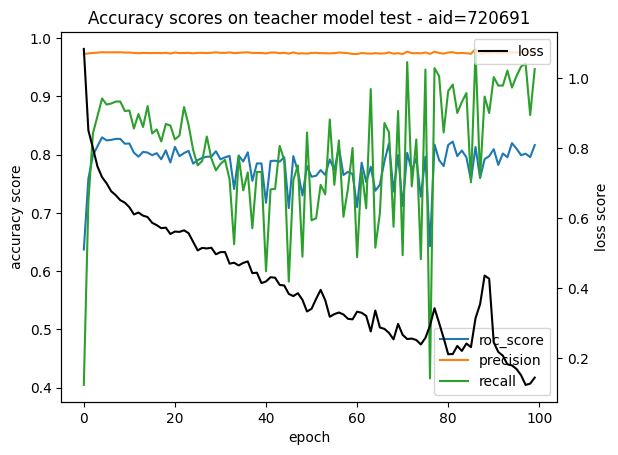 Accuracy scores on teacher model test - aid=720691
1.0
0.9
0.8
0.7
0.6
0.5
0.4
accuracy score
0
20
40
60
80
100
epoch
1.0
0.8
0.6
0.4
0.2
loss score
loss
roc_score
precision
recall